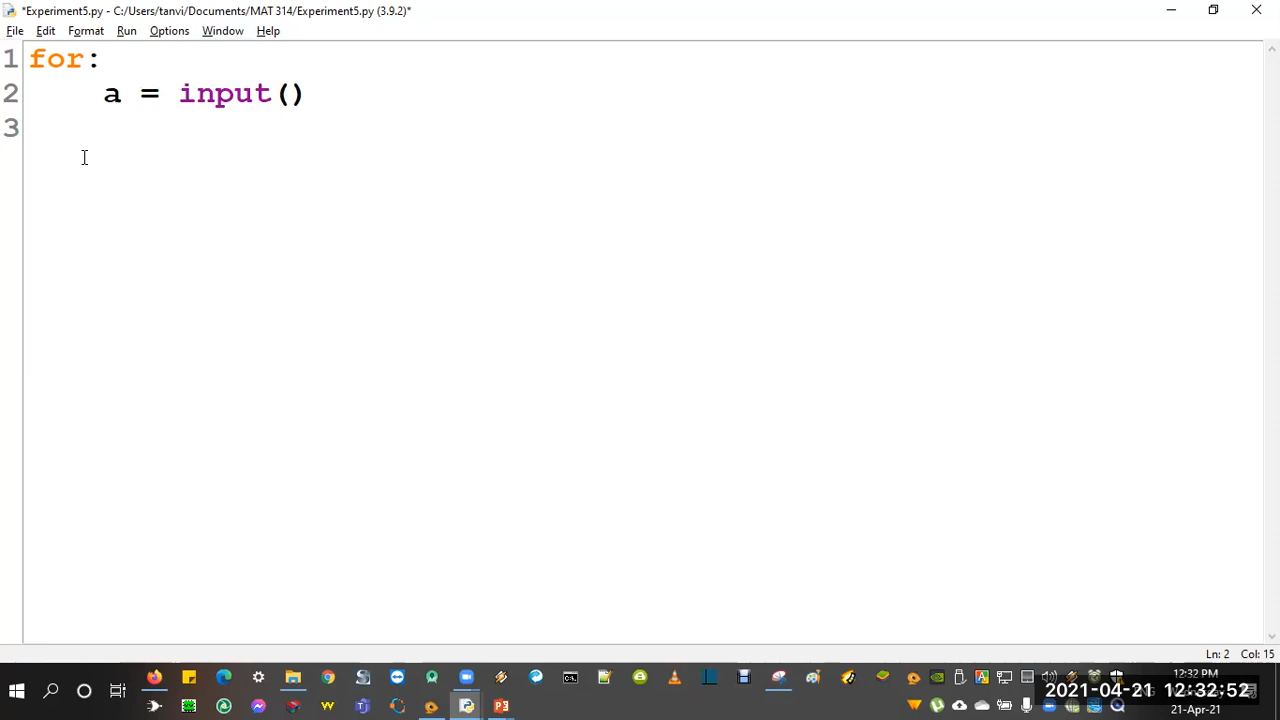 *Experiment5.py - C:/Users/tanvi/Documents/MAT 314/Experiment5.py (3.9.2)*
File Edit Format Run Options Window Help
1 for:
2     a = input()
3
Ln: 2 Col: 15
12:32 PM
2021-04-21 12:32:52
21-Apr-21